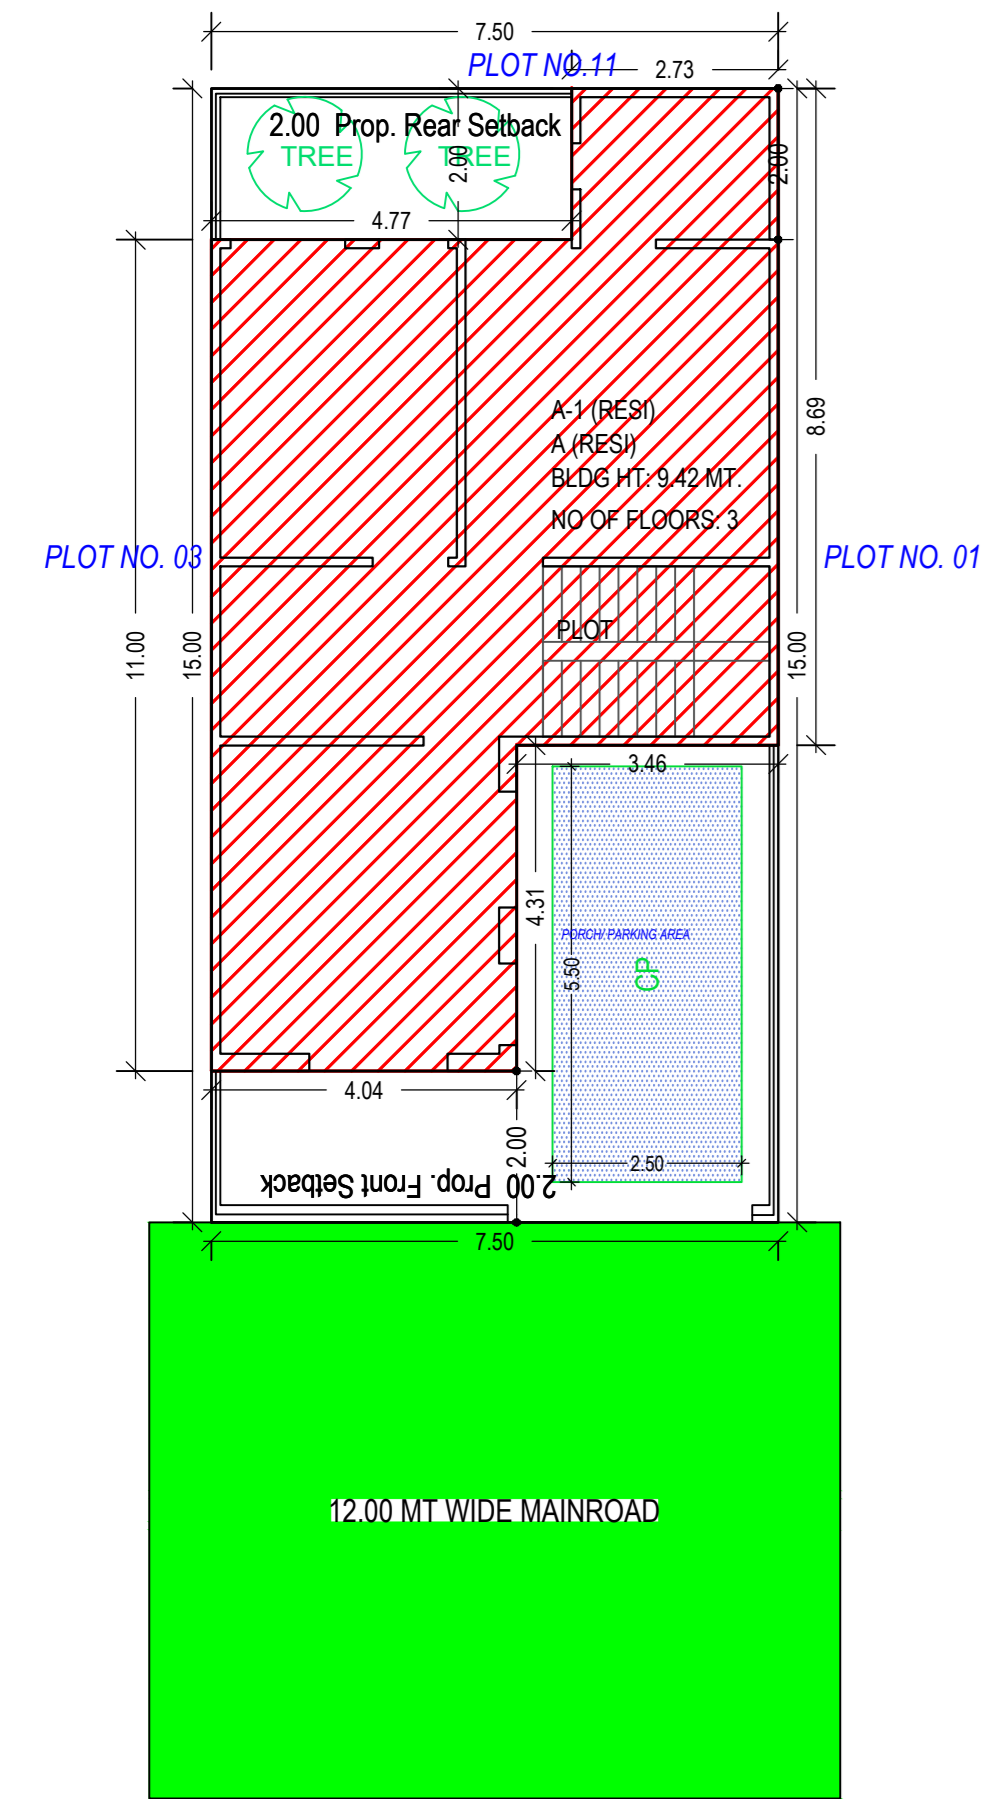 7.50
PLOT NO.11
2.73
2.00 Prop. Rear Setback
TREE
TREE
2.00
2.00
4.77
A-1 (RESI)
A (RESI)
BLDG HT: 9.42 MT.
NO OF FLOORS: 3
8.69
PLOT NO. 03
PLOT NO. 01
11.00
15.00
PLOT
15.00
3.46
4.31
PORCH/ PARKING AREA
5.50
CP
4.04
2.00
2.50
2.00 Prop. Front Setback
7.50
12.00 MT WIDE MAINROAD